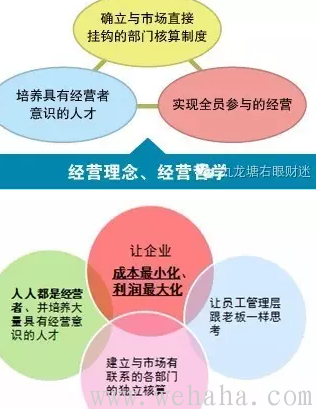 确立与市场直接
挂钩的部门核算制度
培养具有经营者
意识的人才
实现全员参与的经营
经营理念、经营哲学
九龙塘右眼财迷
让企业
成本最小化、
利润最大化
人人都是经营
者、并培养大
量具有经营意
识的人才
让员工管理层
跟老板一样思
考
建立与市场有
联系的各部门
的独立核算
www.wehaha.com